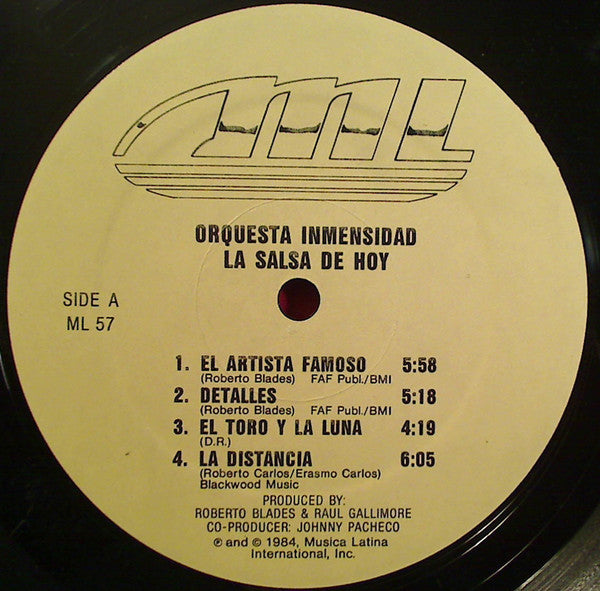 ML
ORQUESTA INMENSIDAD
LA SALSA DE HOY
SIDE A
ML 57
1. EL ARTISTA FAMOSO 5:58
(Roberto Blades) FAF Publ./BMI
2. DETALLES 5:18
(Roberto Blades) FAF Publ./BMI
3. EL TORO Y LA LUNA 4:19
(D.R.)
4. LA DISTANCIA 6:05
(Roberto Carlos/Erasmo Carlos)
Blackwood Music
PRODUCED BY:
ROBERTO BLADES & RAUL GALLIMORE
CO-PRODUCER: JOHNNY PACHECO
℗ and © 1984, Musica Latina
International, Inc.